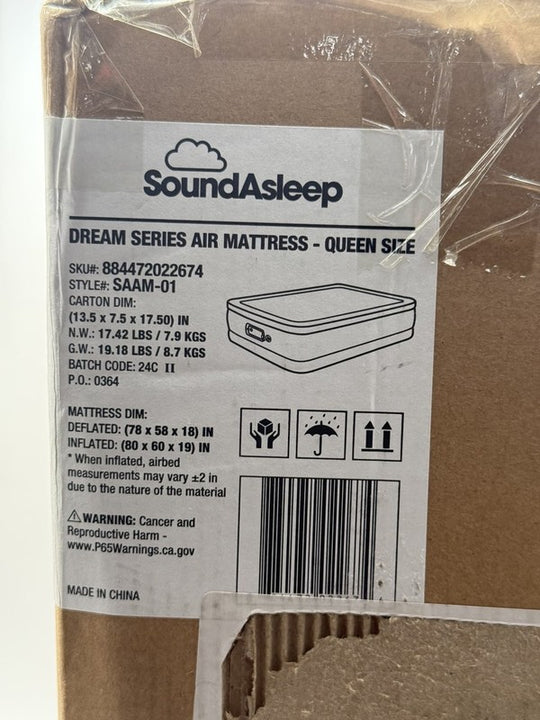 SoundAsleep
DREAM SERIES AIR MATTRESS - QUEEN SIZE
SKU#: 884472022674
STYLE#: SAAM-01
CARTON DIM:
(13.5 x 7.5 x 17.50) IN
N.W.: 17.42 LBS / 7.9 KGS
G.W.: 19.18 LBS / 8.7 KGS
BATCH CODE: 24C II
P.O.: 0364
MATTRESS DIM:
DEFLATED: (78 x 58 x 18) IN
INFLATED: (80 x 60 x 19) IN
* When inflated, airbed
measurements may vary ±2 in
due to the nature of the material
⚠WARNING: Cancer and
Reproductive Harm -
www.P65Warnings.ca.gov
MADE IN CHINA